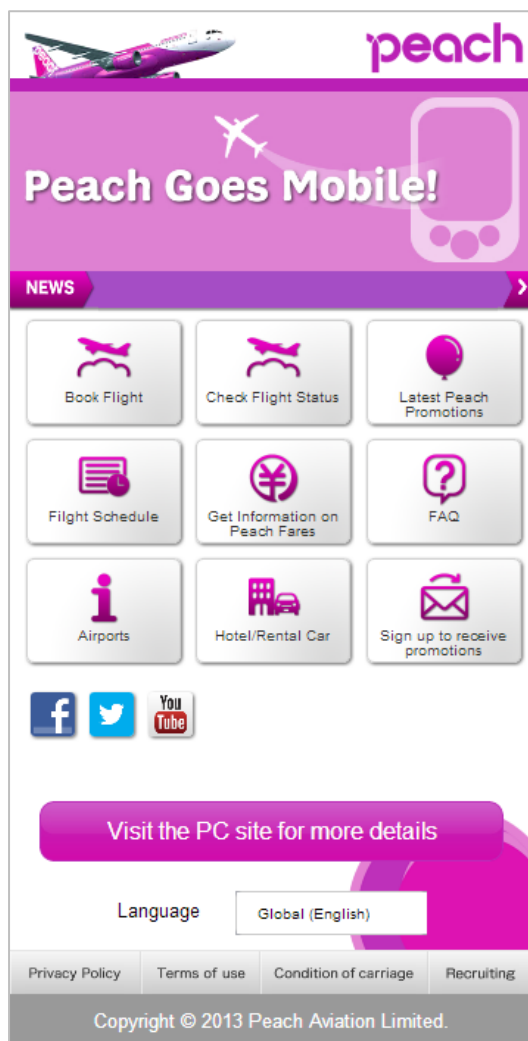 peach
Peach Goes Mobile!
NEWS
Book Flight
Check Flight Status
Latest Peach
Promotions
Filght Schedule
Get Information on
Peach Fares
FAQ
Airports
Hotel/Rental Car
Sign up to receive
promotions
f
You
Tube
Visit the PC site for more details
Language
Global (English)
Privacy Policy
Terms of use
Condition of carriage
Recruiting
Copyright © 2013 Peach Aviation Limited.